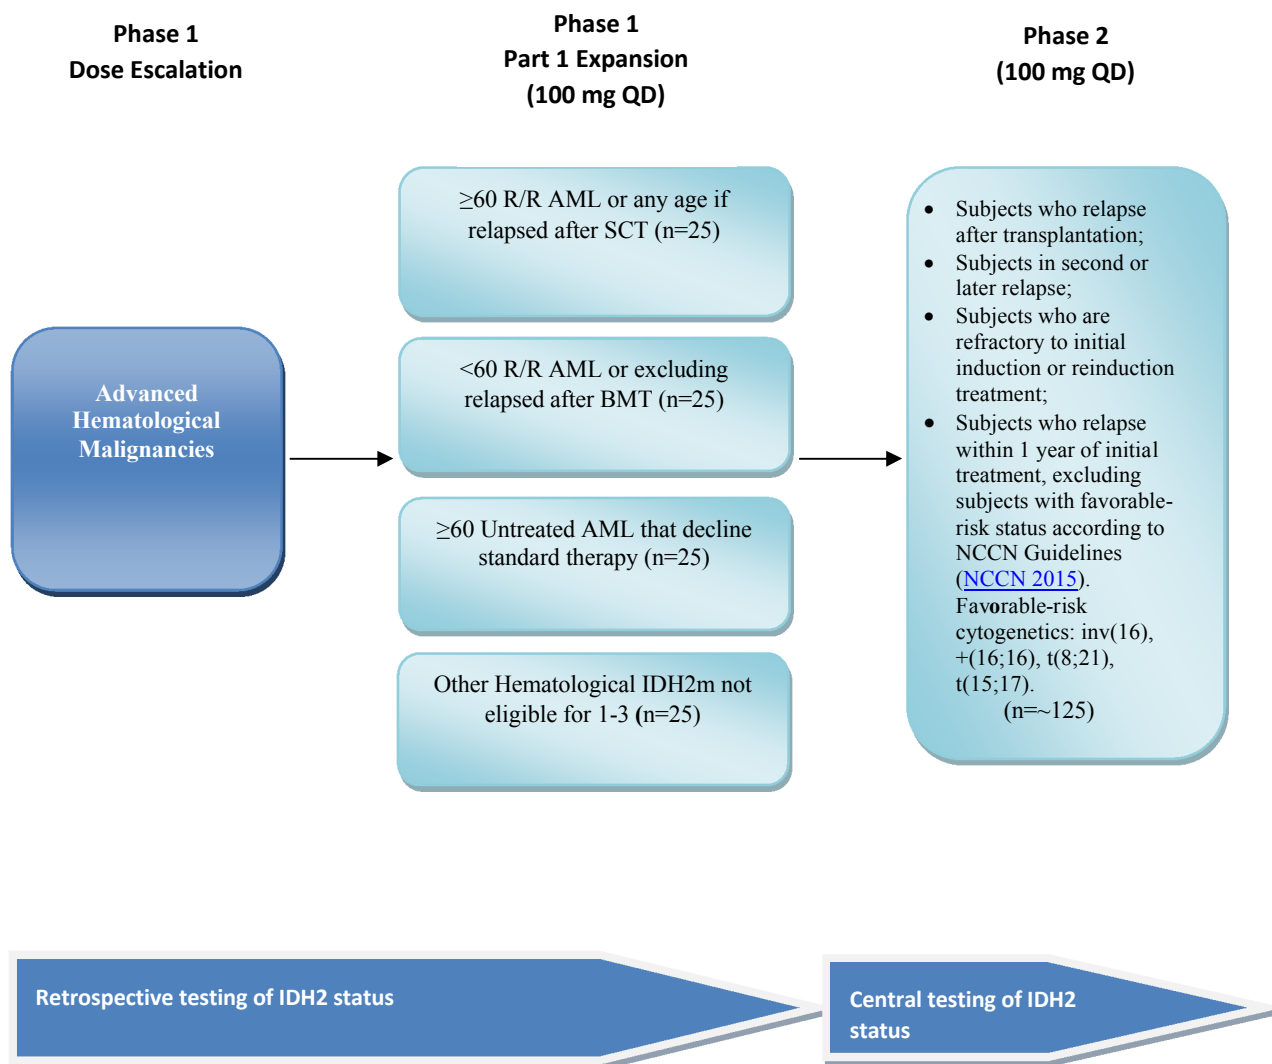 Phase 1
Dose Escalation
Phase 1
Part 1 Expansion
(100 mg QD)
Phase 2
(100 mg QD)
Advanced
Hematological
Malignancies
≥60 R/R AML or any age if
relapsed after SCT (n=25)
<60 R/R AML or excluding
relapsed after BMT (n=25)
≥60 Untreated AML that decline
standard therapy (n=25)
Other Hematological IDH2m not
eligible for 1-3 (n=25)
• Subjects who relapse
after transplantation;
• Subjects in second or
later relapse;
• Subjects who are
refractory to initial
induction or reinduction
treatment;
• Subjects who relapse
within 1 year of initial
treatment, excluding
subjects with favorable-
risk status according to
NCCN Guidelines
(NCCN 2015).
Favorable-risk
cytogenetics: inv(16),
+(16;16), t(8;21),
t(15;17).
(n=~125)
Retrospective testing of IDH2 status
Central testing of IDH2
status